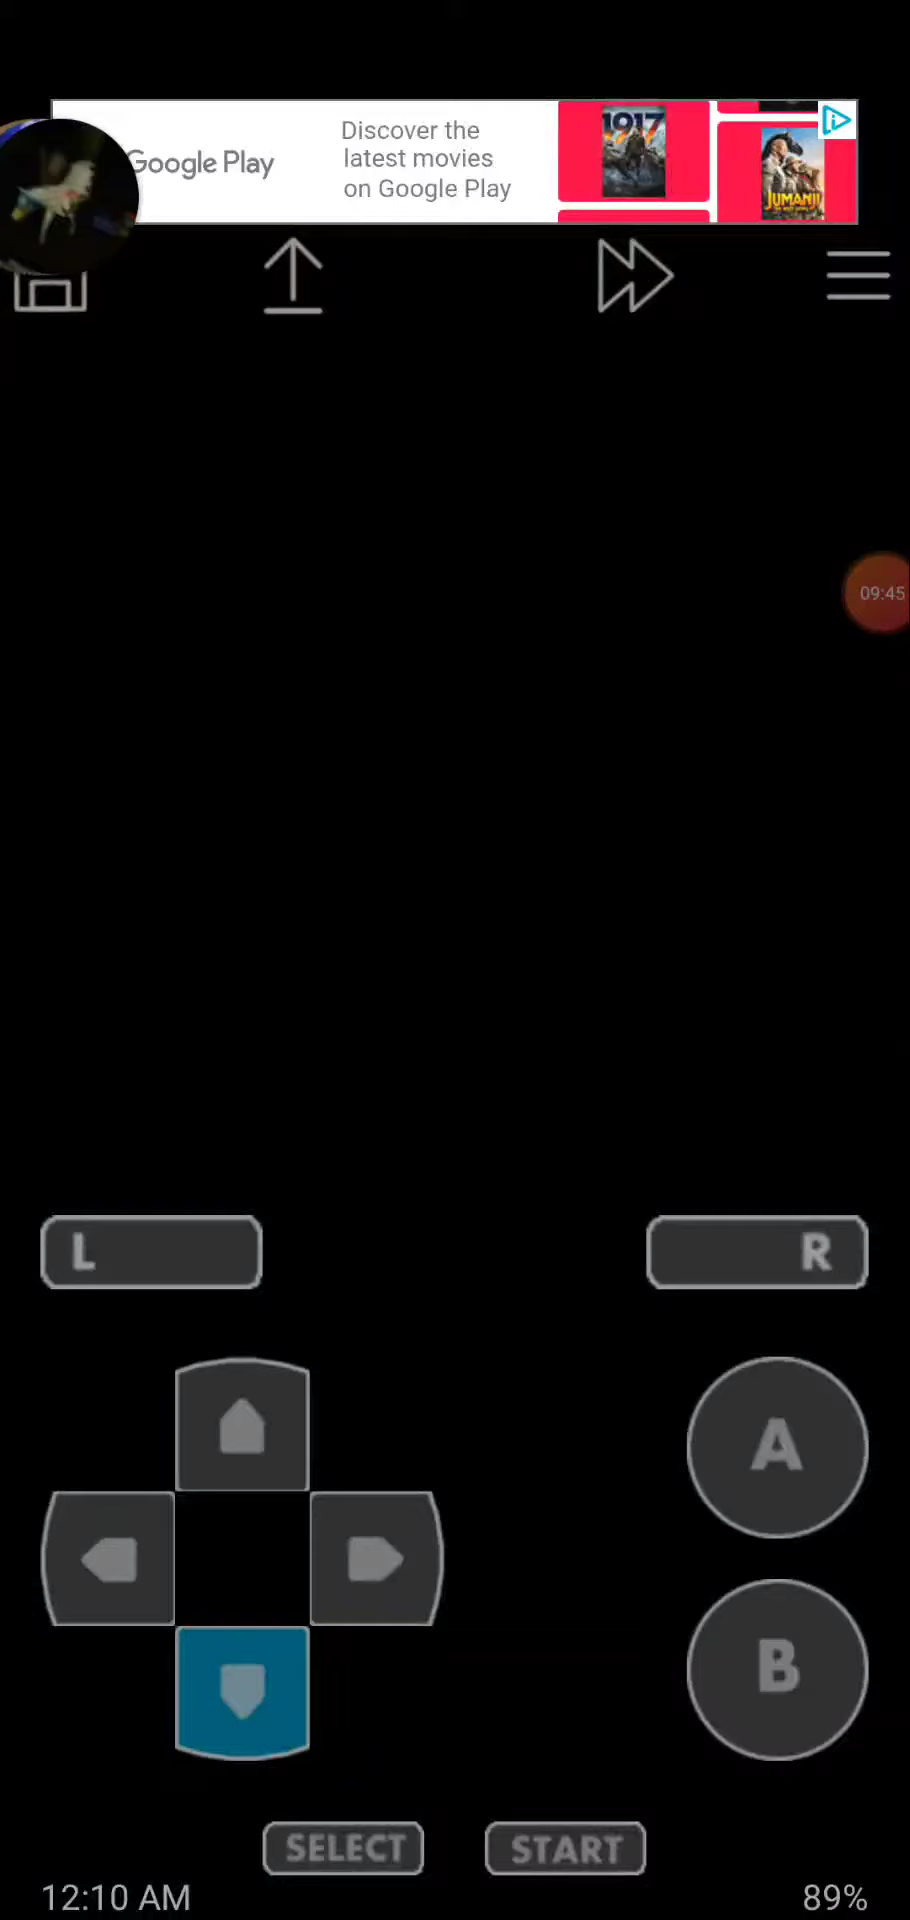 Google Play
Discover the
latest movies
on Google Play
1917
JUMANJI
09:45
L
R
A
B
SELECT
START
12:10 AM
89%